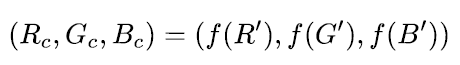 (R_c, G_c, B_c) = (f(R'), f(G'), f(B'))